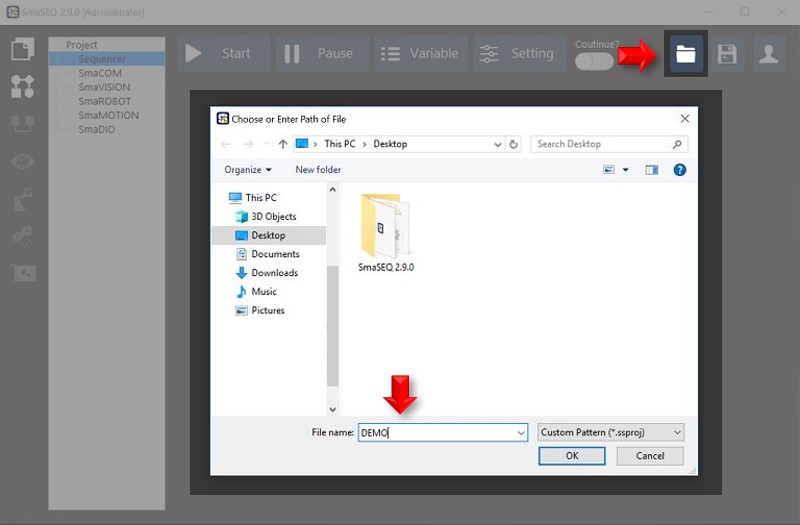 SmaSEQ 2.9.0 [Administrator]
Project
Sequencer
SmaCOM
SmaVISION
SmaROBOT
SmaMOTION
SmaDIO
Start
Pause
Variable
Setting
Coutinue?
Choose or Enter Path of File
This PC > Desktop
Search Desktop
Organize
New folder
This PC
3D Objects
Desktop
Documents
Downloads
Music
Pictures
SmaSEQ 2.9.0
File name: DEMO
Custom Pattern (*.ssproj)
OK
Cancel